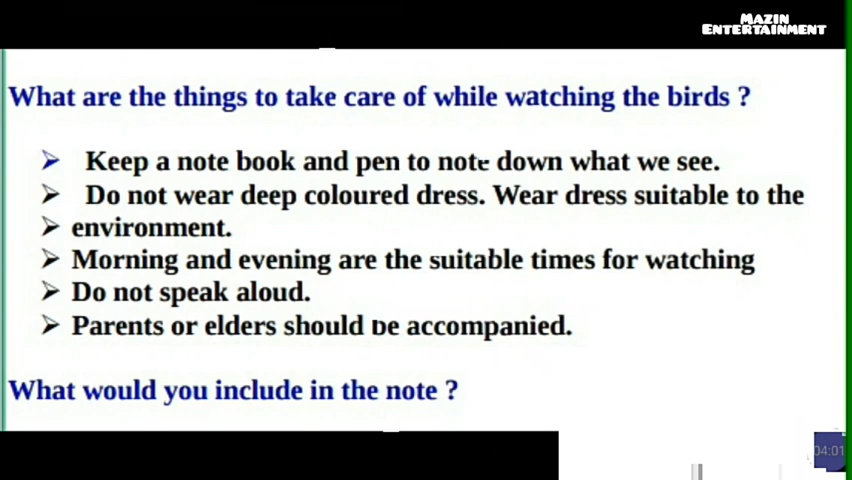 MAZIN
ENTERTAINMENT
What are the things to take care of while watching the birds ?
➢ Keep a note book and pen to note down what we see.
➢ Do not wear deep coloured dress. Wear dress suitable to the
➢ environment.
➢ Morning and evening are the suitable times for watching
➢ Do not speak aloud.
➢ Parents or elders should be accompanied.
What would you include in the note ?
04:01